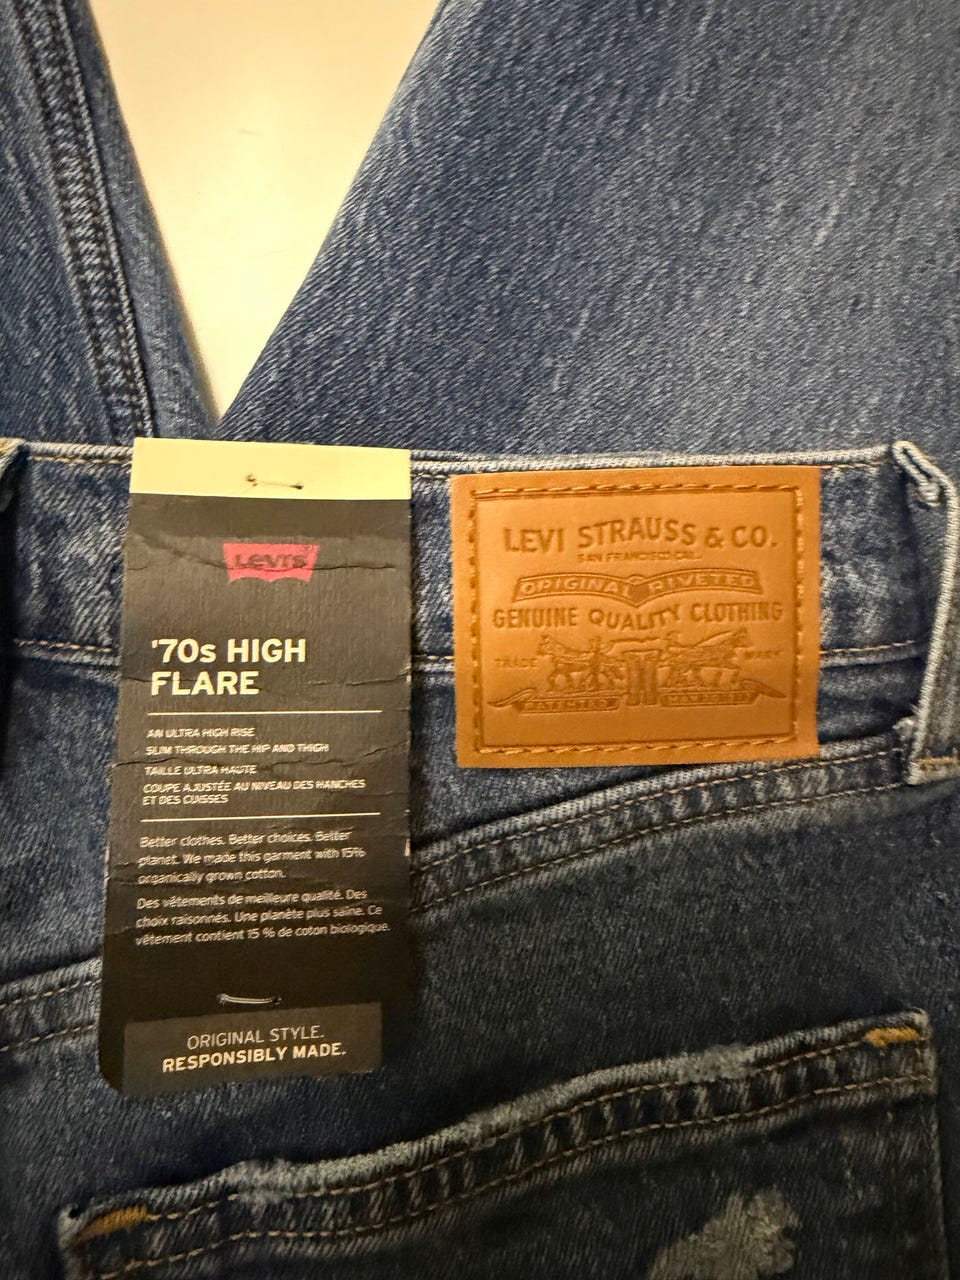 LEVI'S
'70s HIGH
FLARE
AN ULTRA HIGH RISE
SLIM THROUGH THE HIP AND THIGH
TAILLE ULTRA HAUTE
COUPE AJUSTÉE AU NIVEAU DES HANCHES
ET DES CUISSES
Better clothes. Better choices. Better
planet. We made this garment with 15%
organically grown cotton.
Des vêtements de meilleure qualité. Des
choix raisonnés. Une planète plus saine. Ce
vêtement contient 15 % de coton biologique.
ORIGINAL STYLE.
RESPONSIBLY MADE.
LEVI STRAUSS & CO.
SAN FRANCISCO CAL.
ORIGINAL RIVETED
GENUINE QUALITY CLOTHING
TRADE MARK
PATENTED